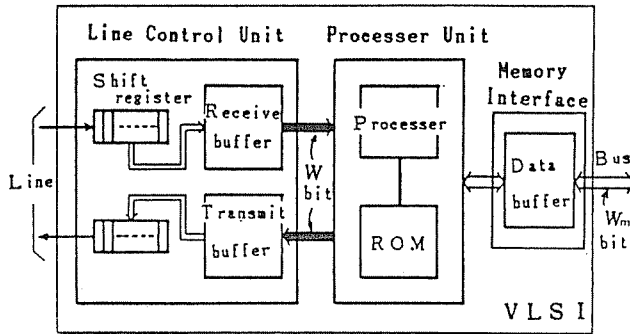 Line Control Unit
Processer Unit
Shift
register
Receive
buffer
Processer
Memory
Interface
Line
W
bit
Data
buffer
Bus
Wm
bit
Transmit
buffer
ROM
VLSI